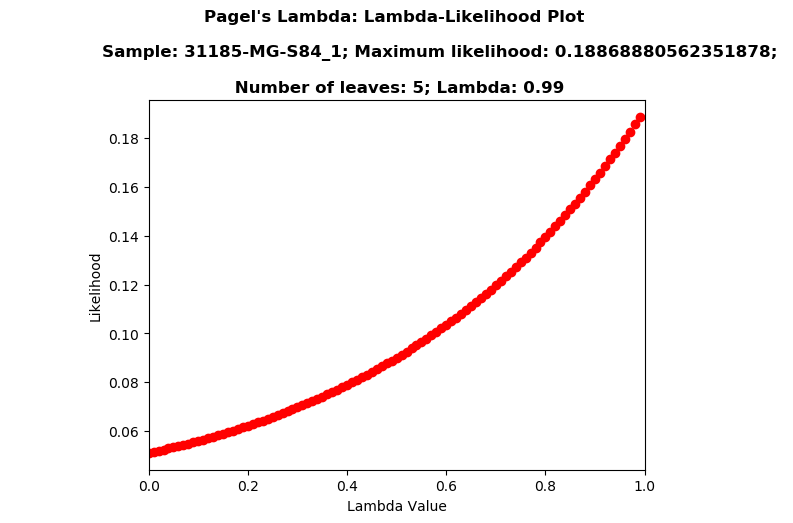 Pagel's Lambda: Lambda-Likelihood Plot
Sample: 31185-MG-S84_1; Maximum likelihood: 0.18868880562351878;
Number of leaves: 5; Lambda: 0.99
0.18
0.16
0.14
0.12
0.10
0.08
0.06
Likelihood
0.0 0.2 0.4 0.6 0.8 1.0
Lambda Value